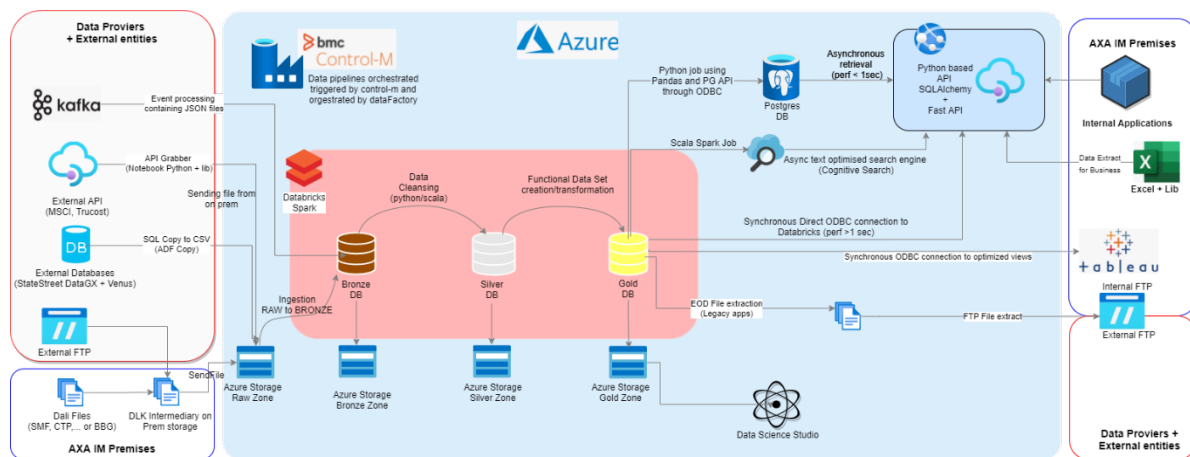 Data Proviers
+ External entities
kafka
Event processing
containing JSON files
API Grabber
(Notebook Python + lib)
External API
(MSCI, Trucost)
Sending file from
on prem
DB
SQL Copy to CSV
(ADF Copy)
External Databases
(StateStreet DataGX + Venus)
External FTP
SendFile
Dali Files
(SMF, CTP,... or BBG)
DLK Intermediary on
Prem storage
AXA IM Premises
bmc
Control-M
Data pipelines orchestrated
triggered by control-m and
orgestrated by dataFactory
Azure
Databricks
Spark
Data
Cleansing
(python/scala)
Functional Data Set
creation/transformation
Bronze
DB
Silver
DB
Gold
DB
Ingestion
RAW to BRONZE
Azure Storage
Raw Zone
Azure Storage
Bronze Zone
Azure Storage
Silver Zone
Azure Storage
Gold Zone
Data Science Studio
Python job using
Pandas and PG API
through ODBC
Postgres
DB
Asynchronous
retrieval
(perf < 1sec)
Python based
API
SQLAlchemy
+
Fast API
Scala Spark Job
Async text optimised search engine
(Cognitive Search)
Synchronous Direct ODBC connection to
Databricks (perf >1 sec)
Synchronous ODBC connection to optimized views
EOD File extraction
(Legacy apps)
FTP File extract
AXA IM Premises
Internal Applications
Data Extract
for Business
X
Excel + Lib
tableau
Internal FTP
External FTP
Data Proviers +
External entities